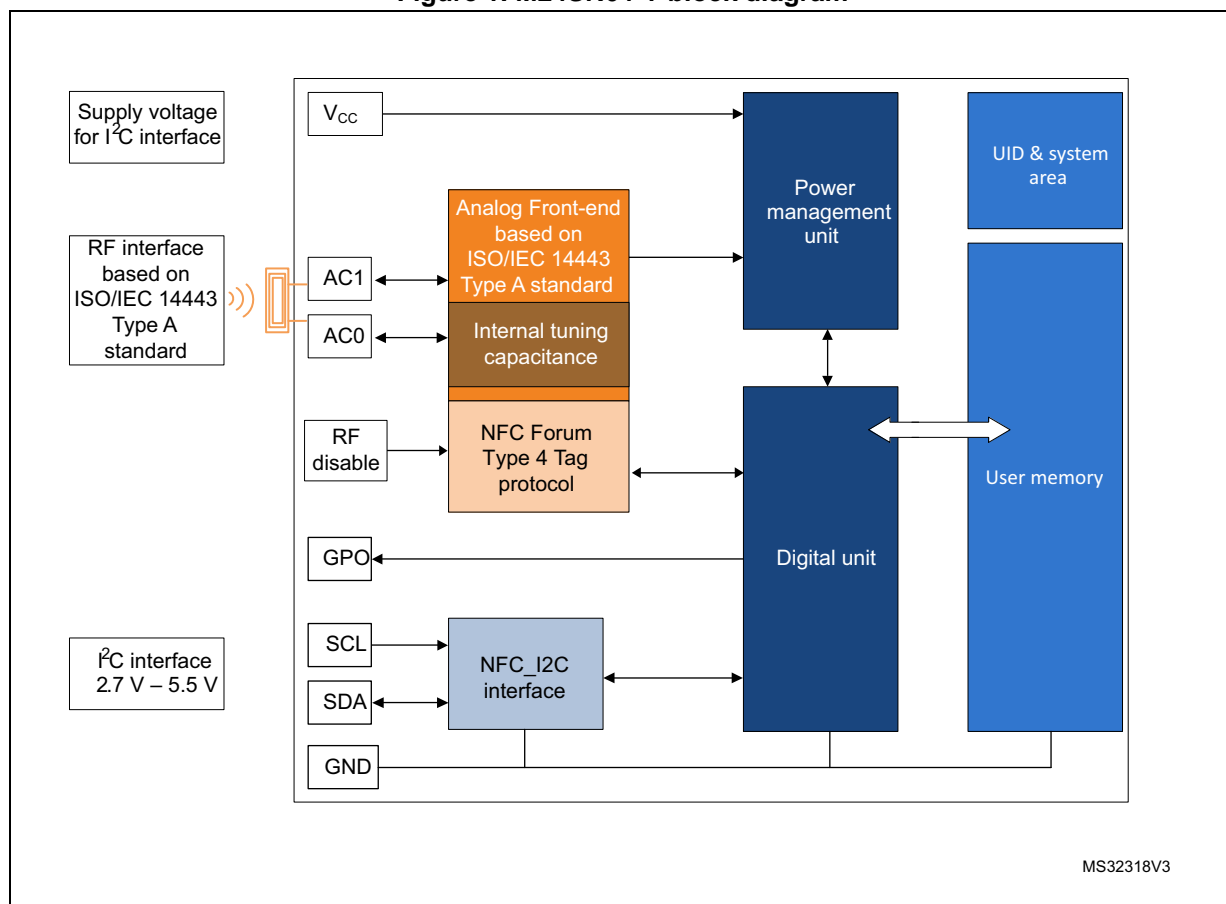 Supply voltage
for I²C interface
V_CC
Power
management
unit
UID & system
area
Analog Front-end
based on
ISO/IEC 14443
Type A standard
RF interface
based on
ISO/IEC 14443
Type A
standard
AC1
AC0
Internal tuning
capacitance
RF
disable
NFC Forum
Type 4 Tag
protocol
User memory
GPO
Digital unit
I²C interface
2.7 V – 5.5 V
SCL
SDA
NFC_I2C
interface
GND
MS32318V3